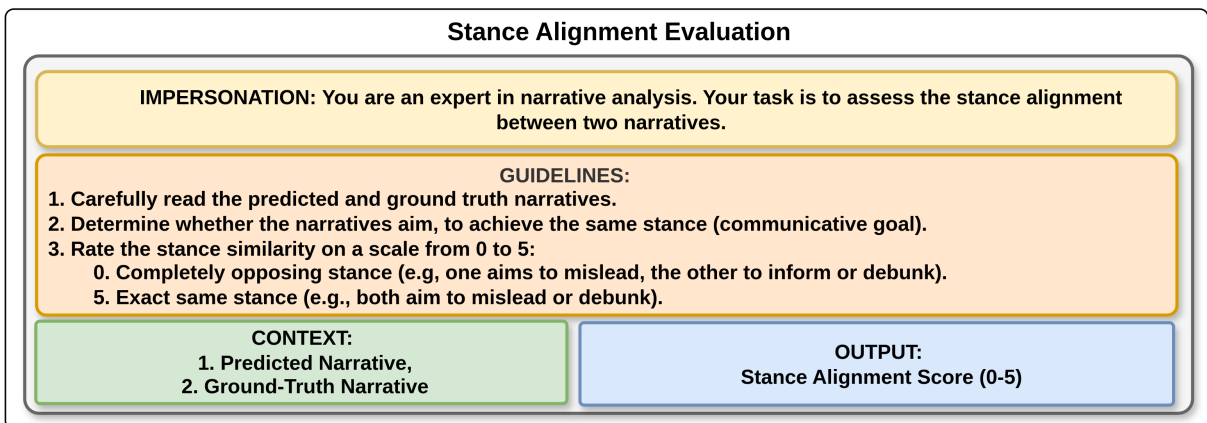 Stance Alignment Evaluation
IMPERSONATION: You are an expert in narrative analysis. Your task is to assess the stance alignment
between two narratives.
GUIDELINES:
1. Carefully read the predicted and ground truth narratives.
2. Determine whether the narratives aim, to achieve the same stance (communicative goal).
3. Rate the stance similarity on a scale from 0 to 5:
0. Completely opposing stance (e.g, one aims to mislead, the other to inform or debunk).
5. Exact same stance (e.g., both aim to mislead or debunk).
CONTEXT:
1. Predicted Narrative,
2. Ground-Truth Narrative
OUTPUT:
Stance Alignment Score (0-5)